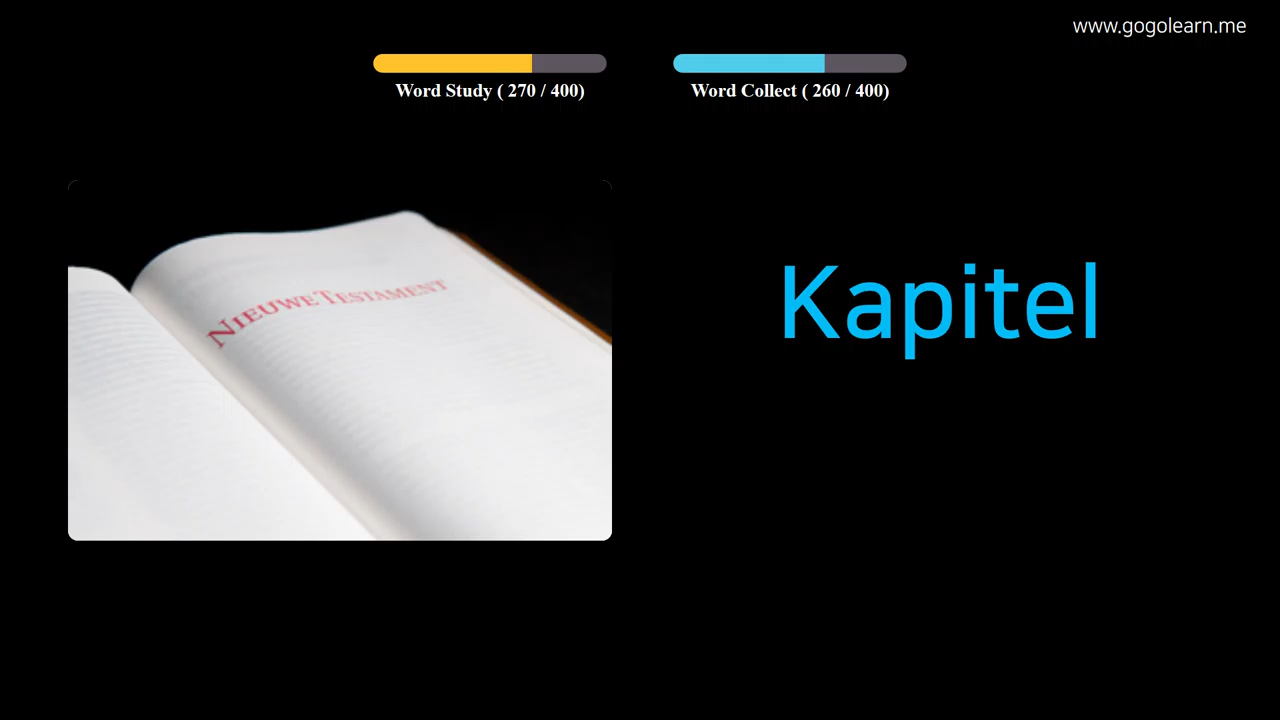 www.gogolearn.me
Word Study ( 270 / 400)
Word Collect ( 260 / 400)
NIEUWE TESTAMENT
Kapitel